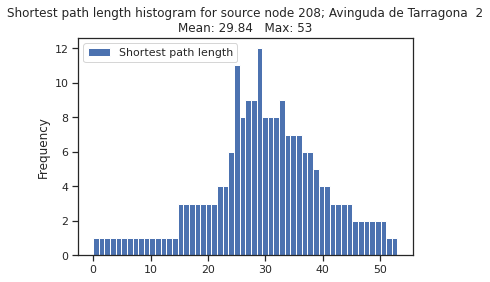 Shortest path length histogram for source node 208; Avinguda de Tarragona  2
Mean: 29.84   Max: 53
Shortest path length
Frequency
12
10
8
6
4
2
0
0 10 20 30 40 50